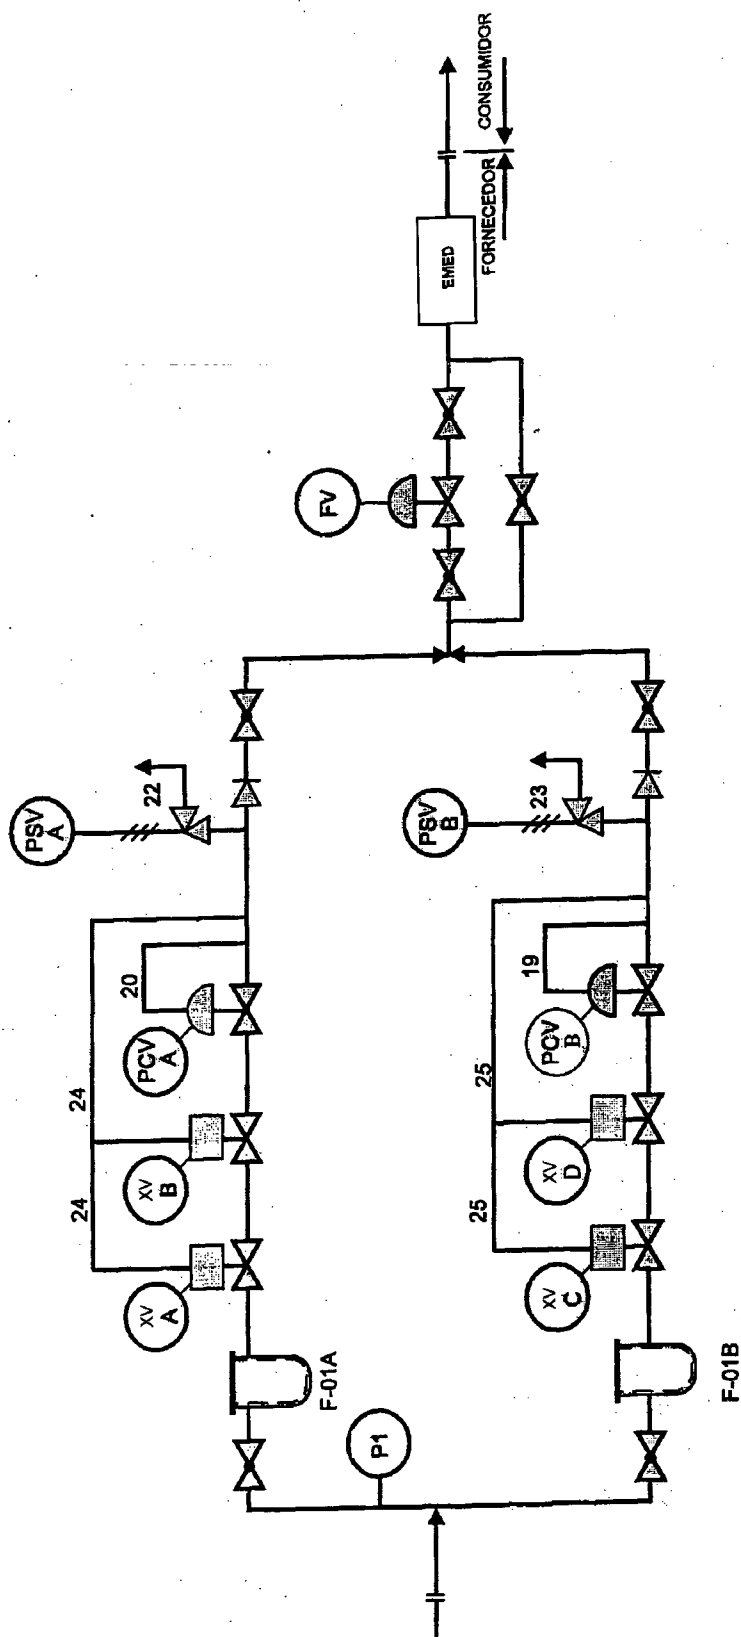 PSV
A
22
PSV
B
23
24
24
20
PCV
A
XV
B
XV
A
F-01A
25
25
19
PCV
B
XV
D
XV
C
F-01B
P1
FV
EMED
FORNECEDOR
CONSUMIDOR